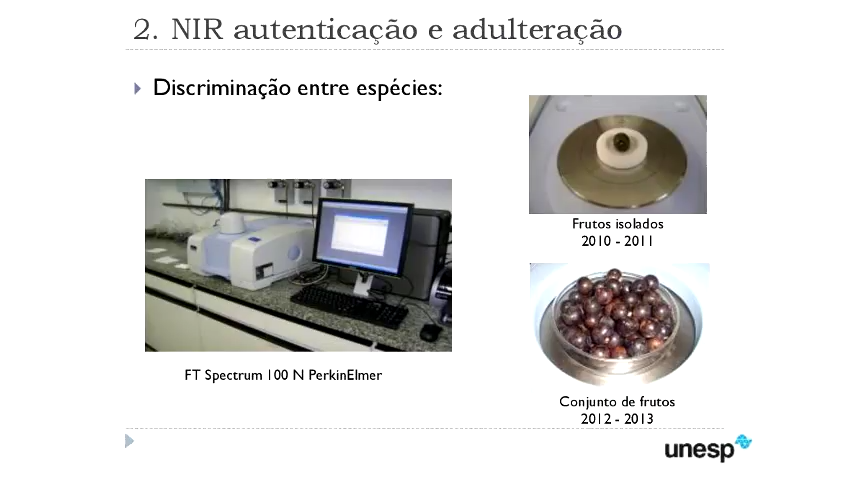 2. NIR autenticação e adulteração
Discriminação entre espécies:
Frutos isolados
2010 - 2011
FT Spectrum 100 N PerkinElmer
Conjunto de frutos
2012 - 2013
unesp